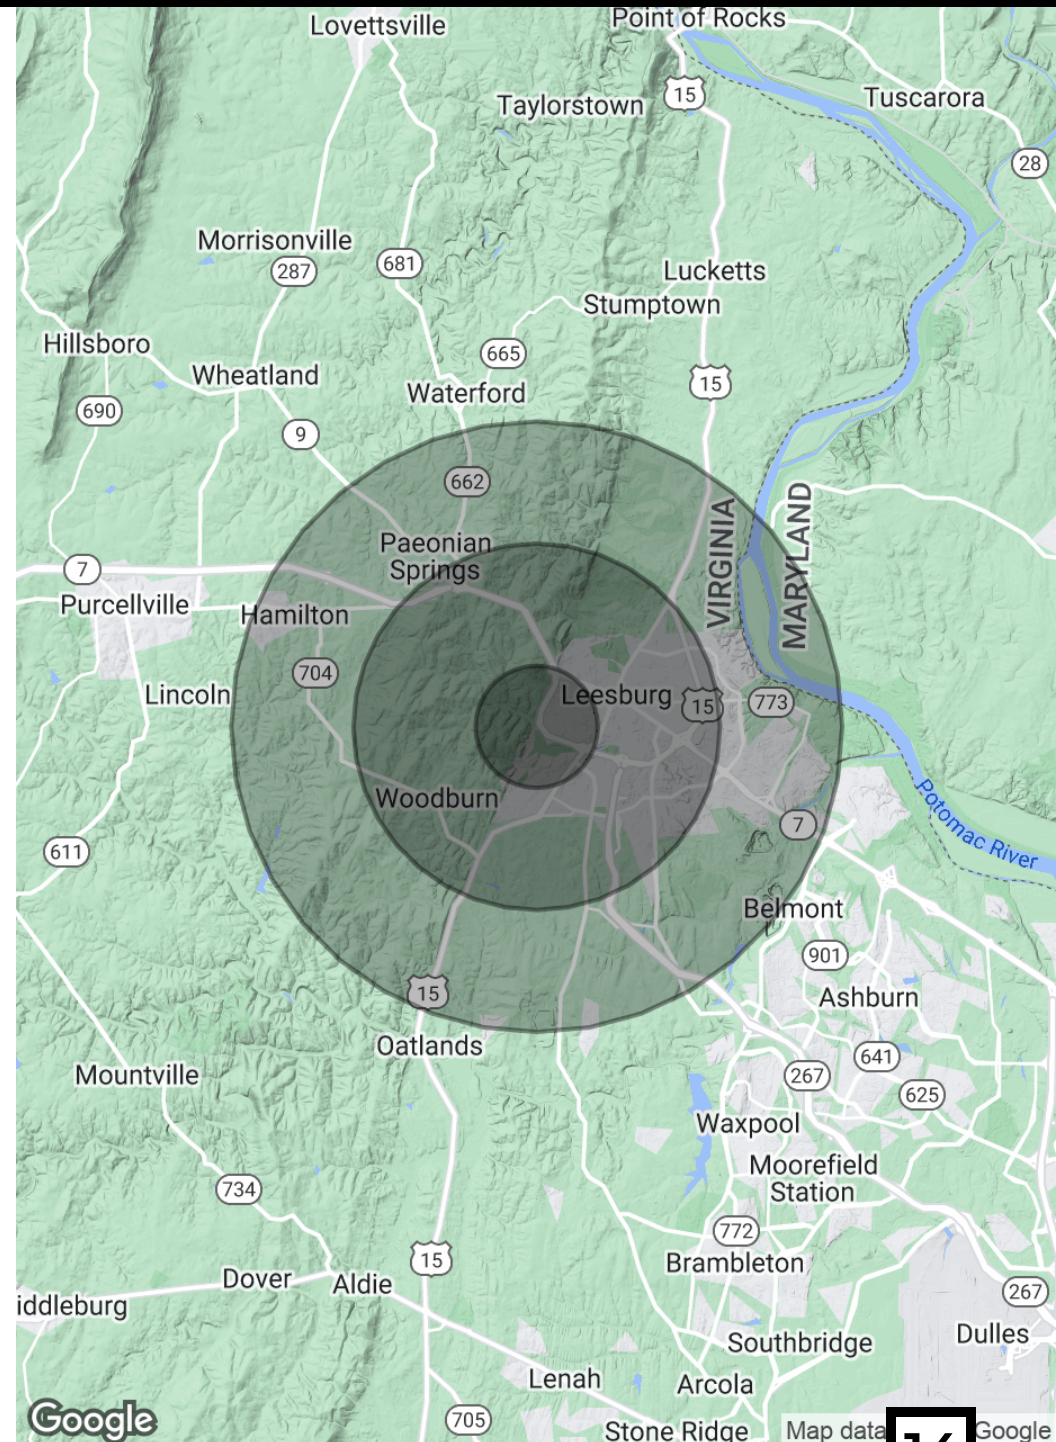 Lovettsville
Point of Rocks
15
Taylorstown
Tuscarora
28
Morrisonville
287
681
Lucketts
Stumptown
Hillsboro
665
Wheatland
15
Waterford
690
9
662
VIRGINIA
MARYLAND
Paeonian
Springs
7
Purcellville
Hamilton
704
Lincoln
Leesburg
15
773
Woodburn
7
Potomac River
611
Belmont
901
15
Ashburn
Oatlands
641
Mountville
267
625
Waxpool
Moorefield
Station
734
772
15
Brambleton
Dover
Aldie
267
iddleburg
Southbridge
Dulles
Lenah
Arcola
Google
705
Stone Ridge
Map data
Google